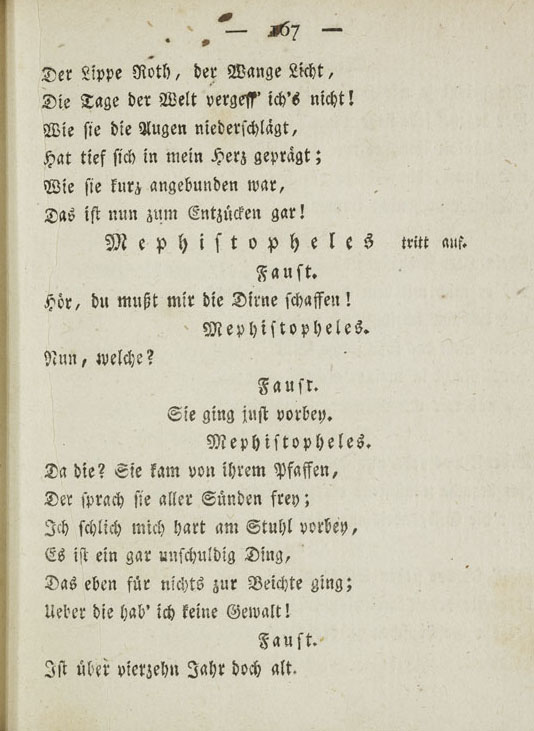 — 167 —
Der Lippe Roth, der Wange Licht,
Die Tage der Welt vergeff' ich's nicht!
Wie sie die Augen niederschlägt,
Hat tief sich in mein Herz geprägt;
Wie sie kurz angebunden war,
Das ist nun zum Entzücken gar!
Mephistopheles tritt auf.
Faust.
Hör, du mußt mir die Dirne schaffen!
Mephistopheles.
Nun, welche?
Faust.
Sie ging just vorbey.
Mephistopheles.
Da die? Sie kam von ihrem Pfaffen,
Der sprach sie aller Sünden frey;
Ich schlich mich hart am Stuhl vorbey,
Es ist ein gar unschuldig Ding,
Das eben für nichts zur Beichte ging;
Ueber die hab' ich keine Gewalt!
Faust.
Ist über vierzehn Jahr doch alt.